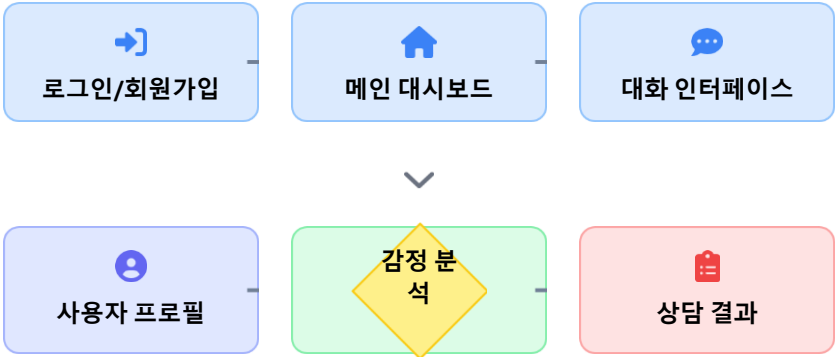 로그인/회원가입
메인 대시보드
대화 인터페이스
사용자 프로필
감정 분
석
상담 결과